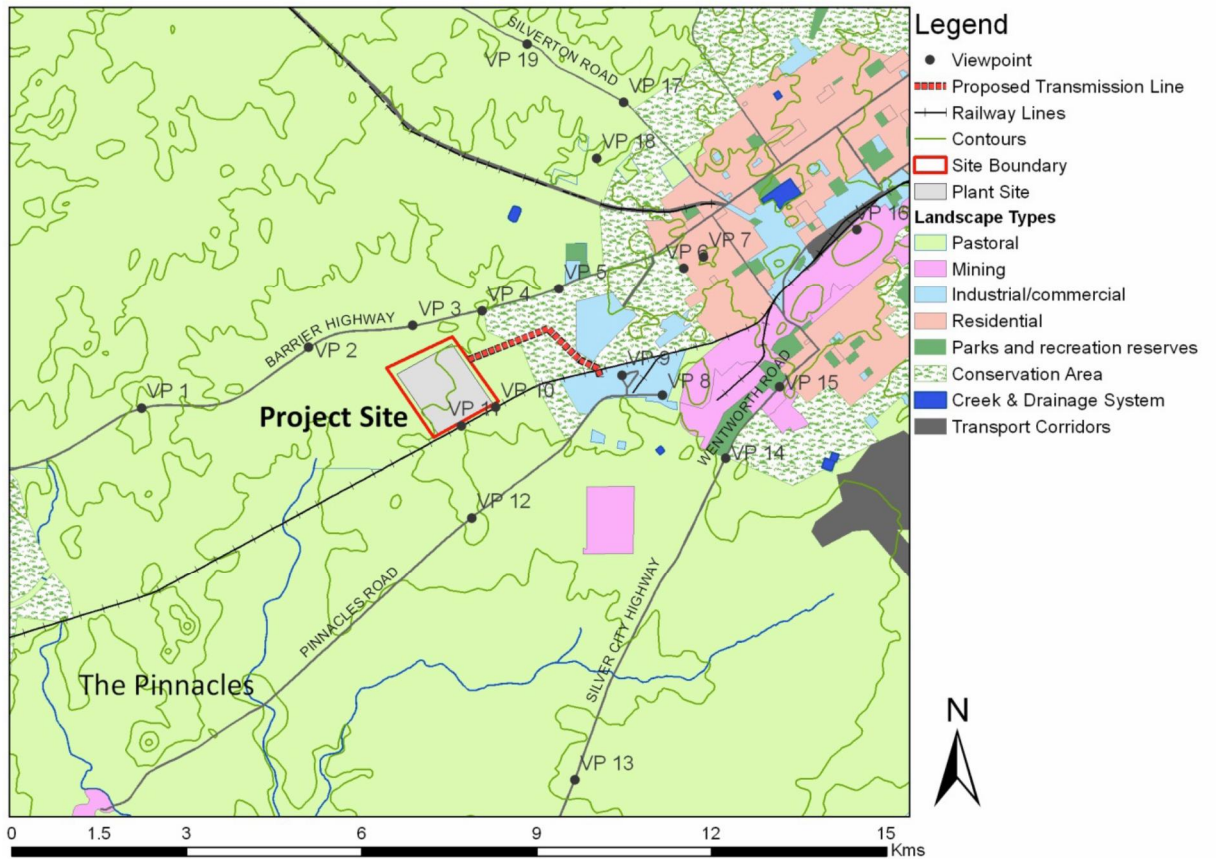 SILVERTON ROAD
VP 19
VP 17
VP 18
VP 16
VP 7
VP 6
VP 5
VP 4
VP 3
BARRIER HIGHWAY
VP 2
VP 1
VP 9
VP 8
VP 10
VP 11
Project Site
VP 15
WENTWORTH ROAD
VP 14
VP 12
PINNACLES ROAD
SILVER CITY HIGHWAY
The Pinnacles
VP 13
Legend
Viewpoint
Proposed Transmission Line
Railway Lines
Contours
Site Boundary
Plant Site
Landscape Types
Pastoral
Mining
Industrial/commercial
Residential
Parks and recreation reserves
Conservation Area
Creek & Drainage System
Transport Corridors
N
0 1.5 3 6 9 12 15
Kms